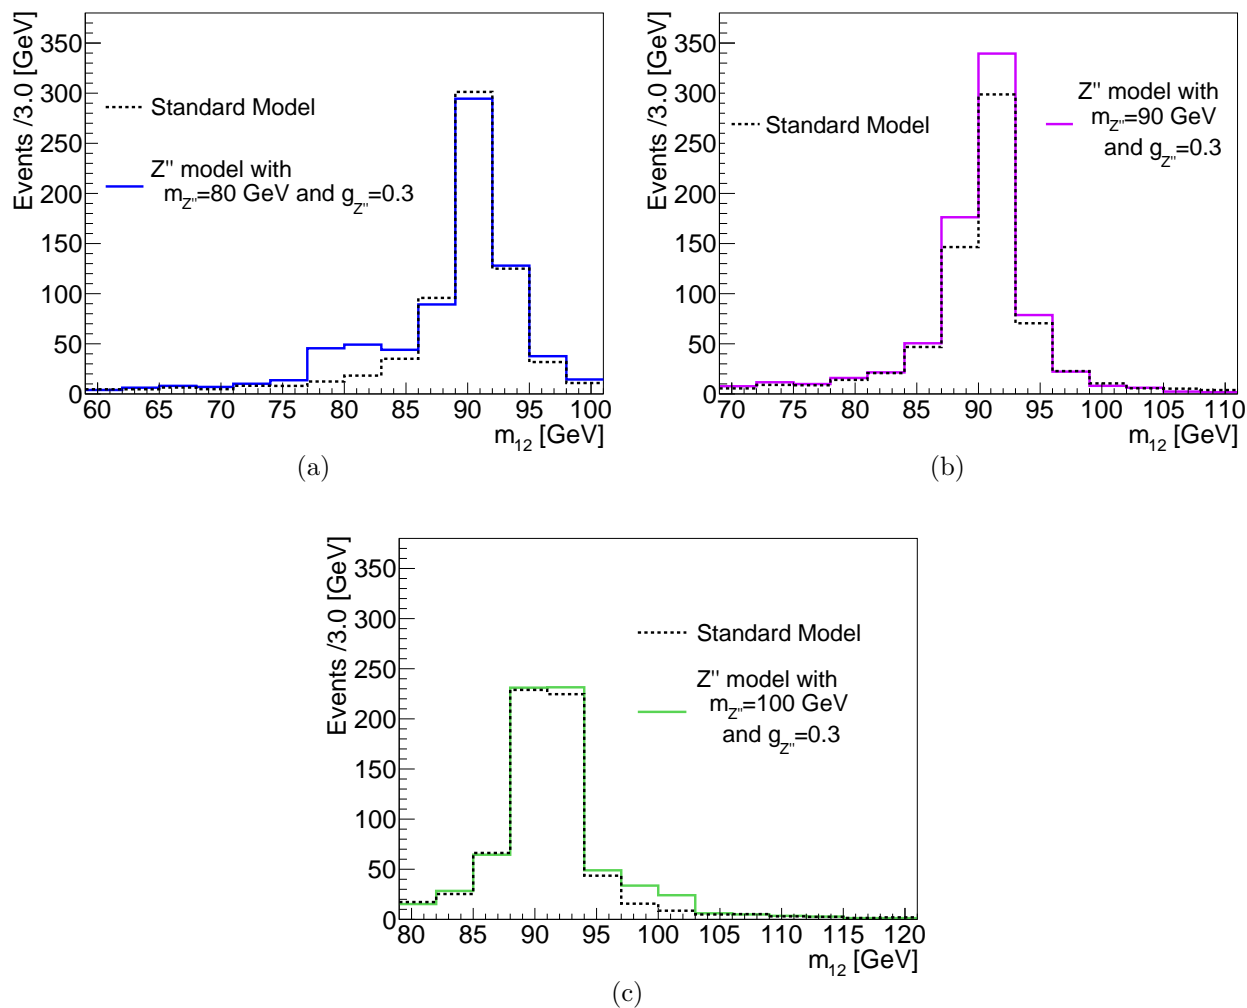 Events /3.0 [GeV]
350
300
250
200
150
100
50
0
Standard Model
Z'' model with
m_Z''=80 GeV and g_Z''=0.3
60 65 70 75 80 85 90 95 100
m_12 [GeV]
(a)
Events /3.0 [GeV]
350
300
250
200
150
100
50
0
Standard Model
Z'' model with
m_Z''=90 GeV
and g_Z''=0.3
70 75 80 85 90 95 100 105 110
m_12 [GeV]
(b)
Events /3.0 [GeV]
350
300
250
200
150
100
50
0
Standard Model
Z'' model with
m_Z''=100 GeV
and g_Z''=0.3
80 85 90 95 100 105 110 115 120
m_12 [GeV]
(c)